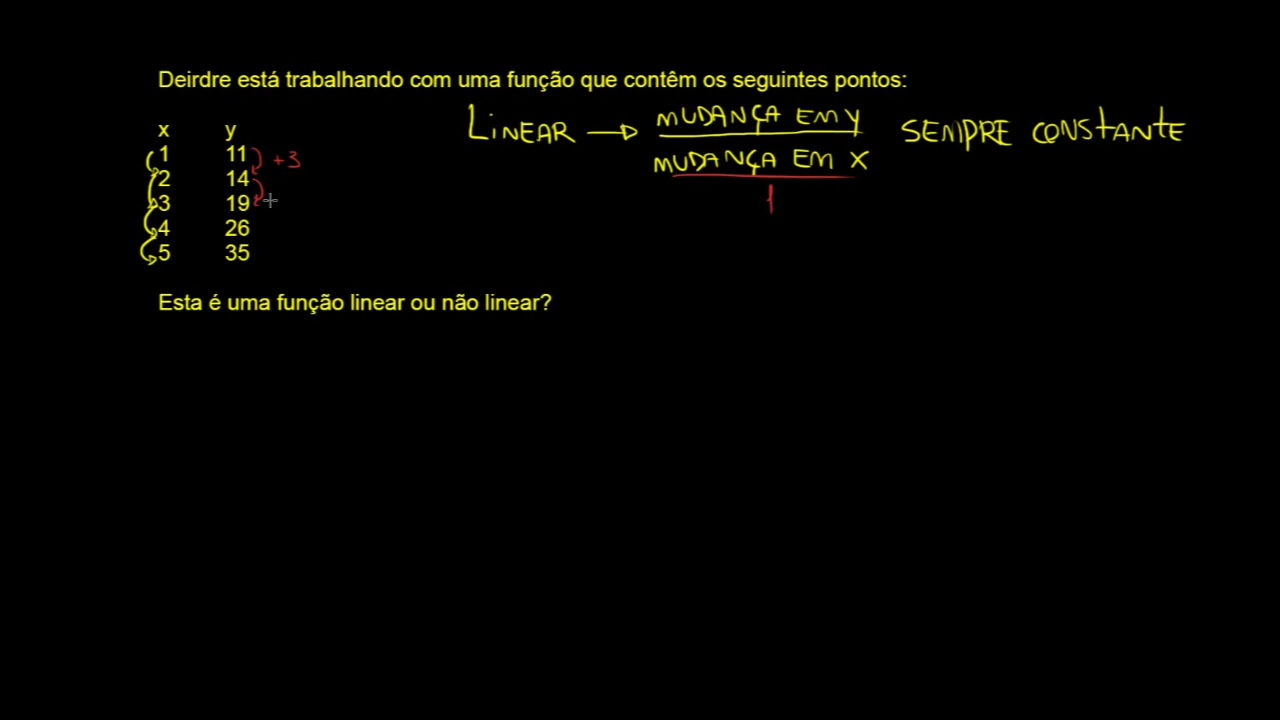 Deirdre está trabalhando com uma função que contêm os seguintes pontos:
LINEAR → MUDANÇA EM Y SEMPRE CONSTANTE
MUDANÇA EM X
1
x y
1 11 +3
2 14
3 19 +
4 26
5 35
Esta é uma função linear ou não linear?